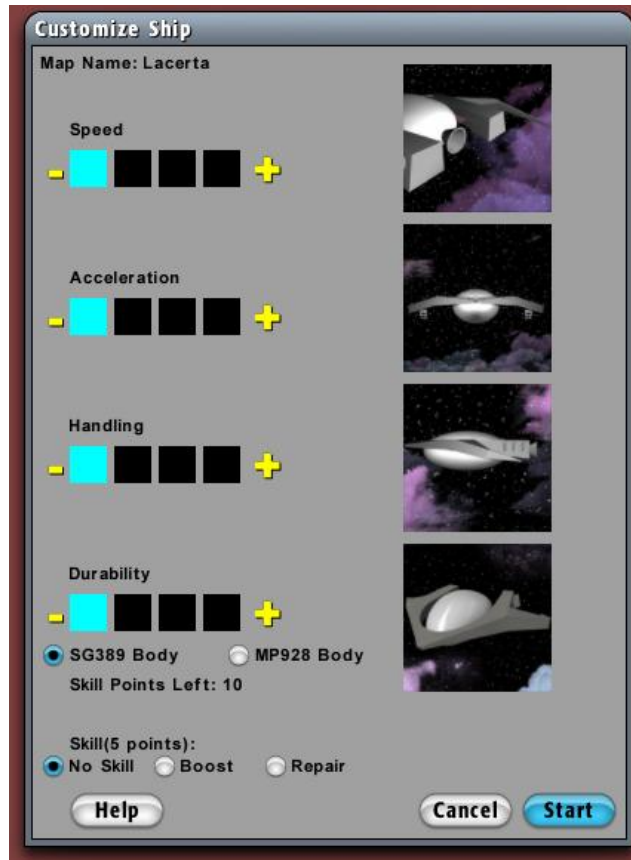 Customize Ship
Map Name: Lacerta
Speed
- +
Acceleration
- +
Handling
- +
Durability
- +
SG389 Body MP928 Body
Skill Points Left: 10
Skill(5 points):
No Skill Boost Repair
Help Cancel Start